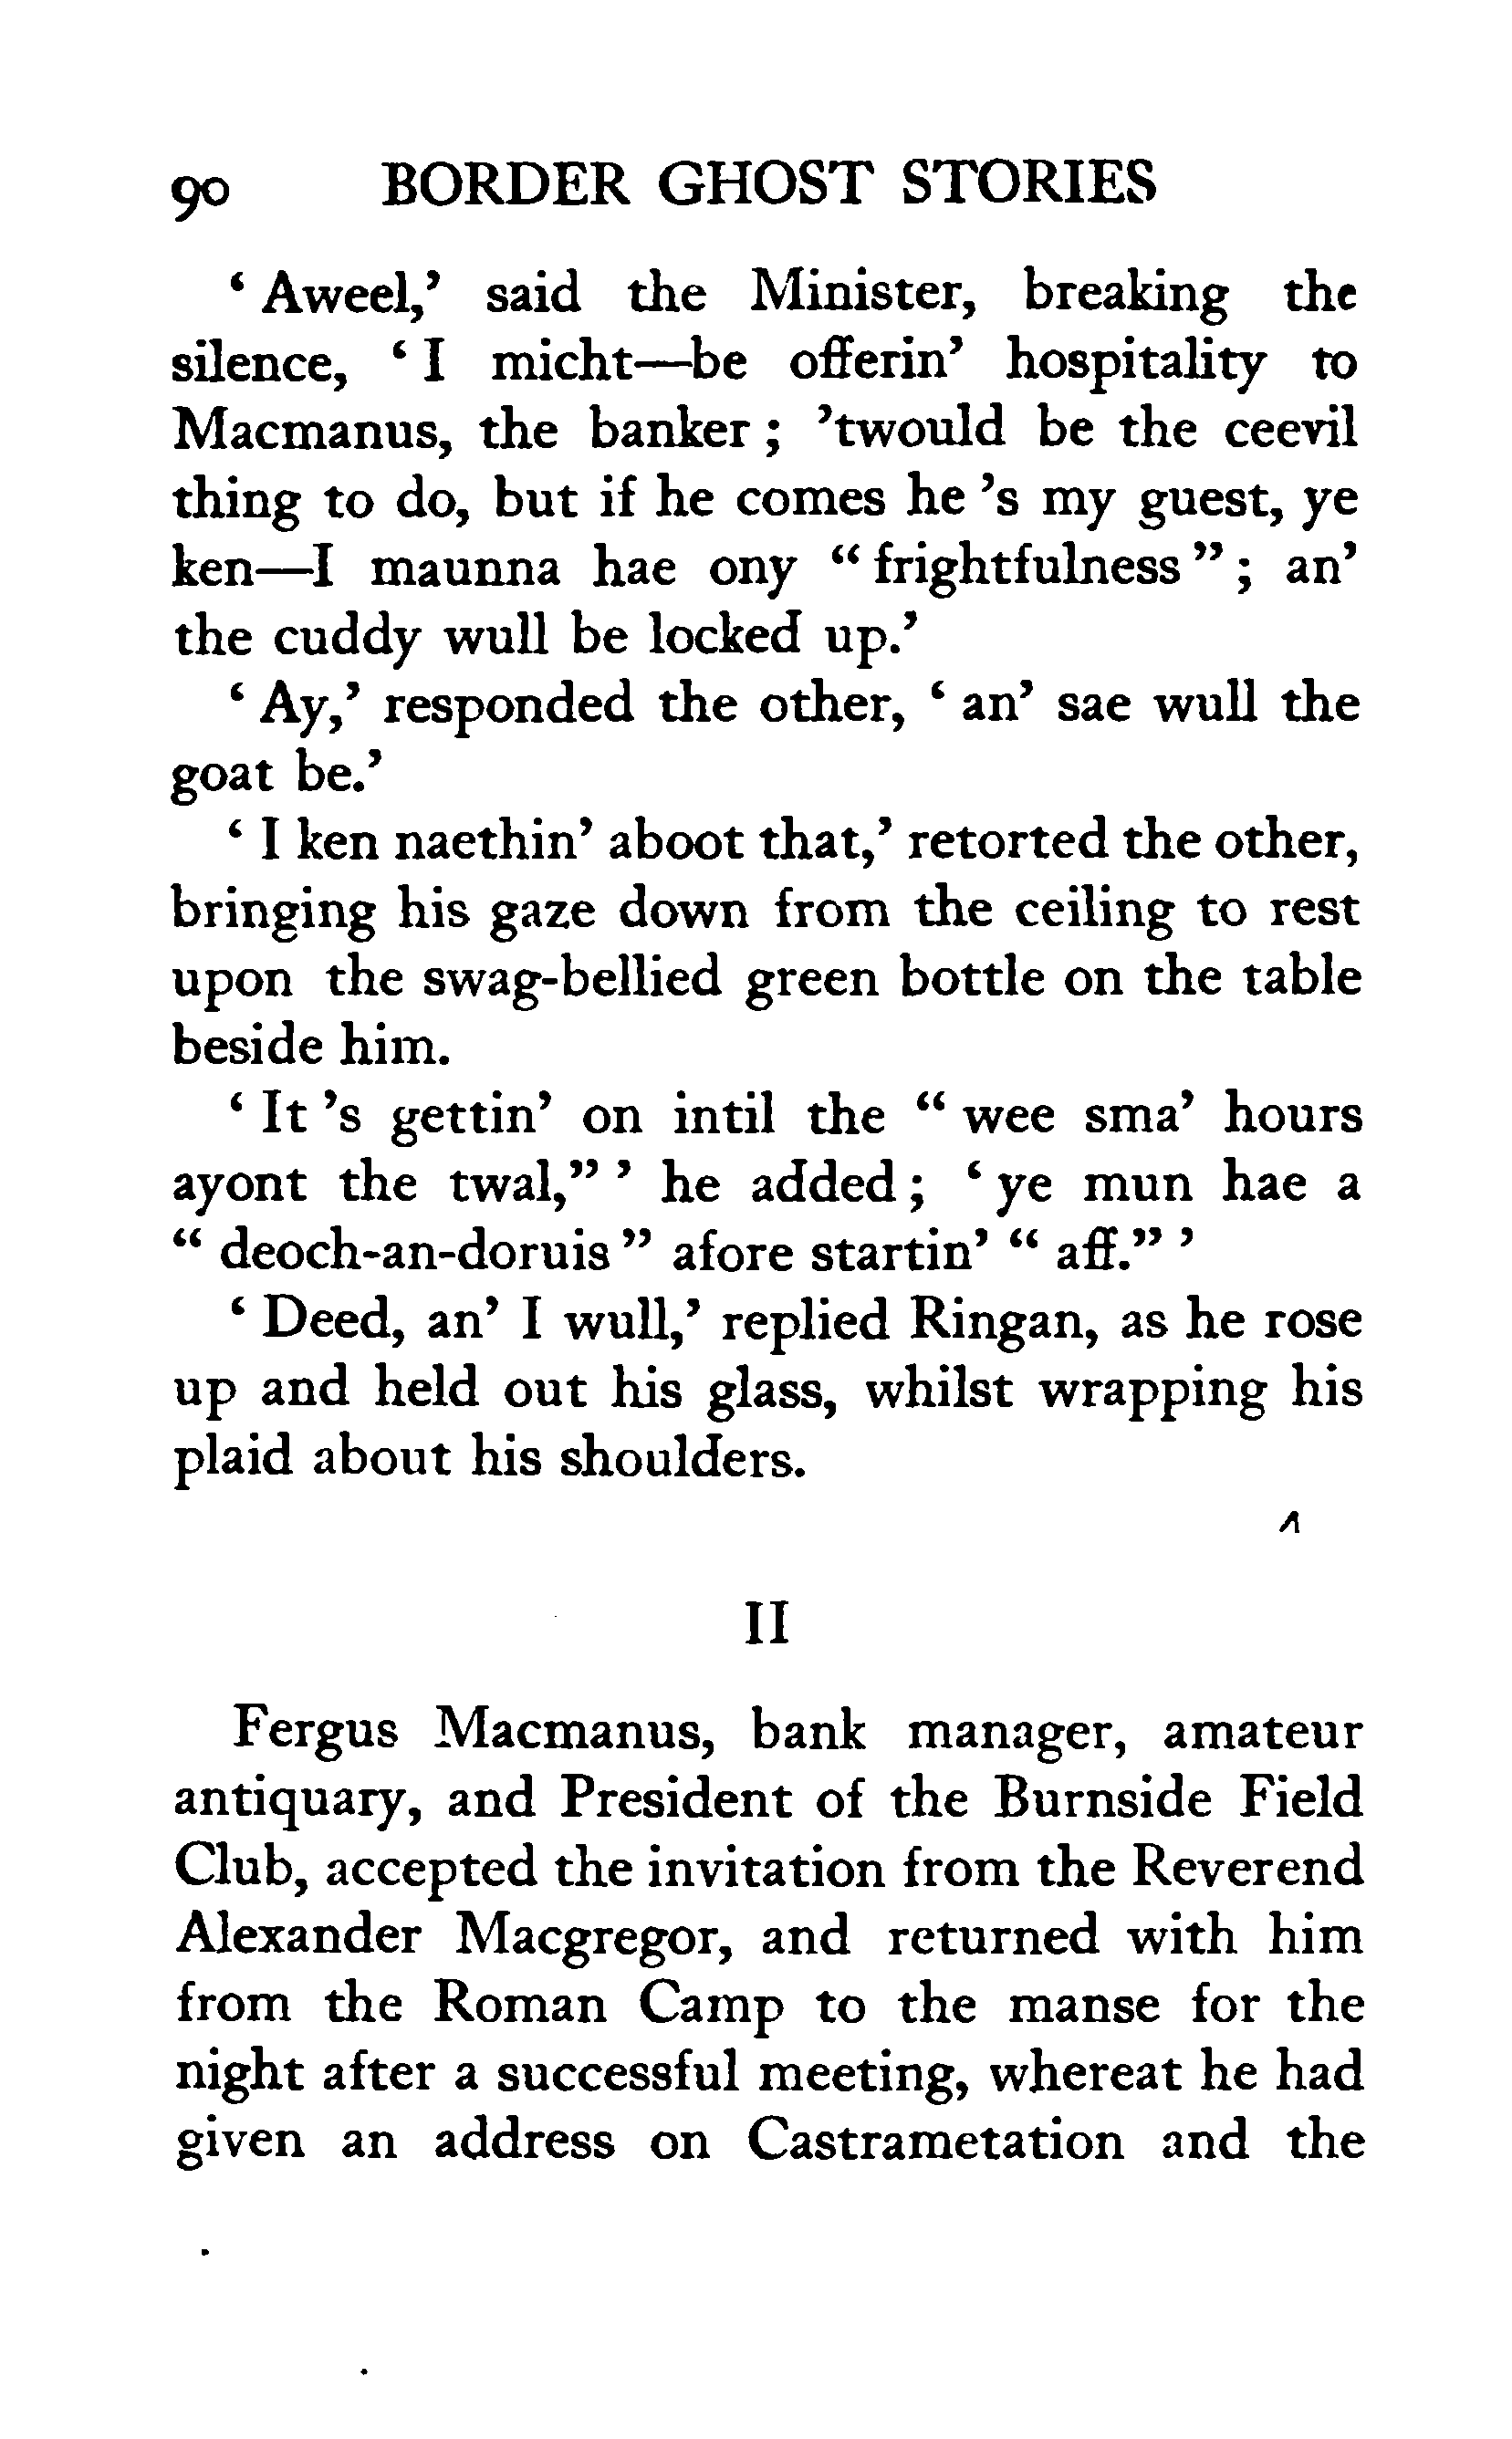 90 BORDER GHOST STORIES
‘ Aweel,’ said the Minister, breaking the
silence, ‘ I micht—be offerin’ hospitality to
Macmanus, the banker ; ’twould be the ceevil
thing to do, but if he comes he ’s my guest, ye
ken—I maunna hae ony “ frightfulness ” ; an’
the cuddy wull be locked up.’
‘ Ay,’ responded the other, ‘ an’ sae wull the
goat be.’
‘ I ken naethin’ aboot that,’ retorted the other,
bringing his gaze down from the ceiling to rest
upon the swag-bellied green bottle on the table
beside him.
‘ It ’s gettin’ on intil the “ wee sma’ hours
ayont the twal,” ’ he added ; ‘ ye mun hae a
“ deoch-an-doruis ” afore startin’ “ aff.” ’
‘ Deed, an’ I wull,’ replied Ringan, as he rose
up and held out his glass, whilst wrapping his
plaid about his shoulders.
II
Fergus Macmanus, bank manager, amateur
antiquary, and President of the Burnside Field
Club, accepted the invitation from the Reverend
Alexander Macgregor, and returned with him
from the Roman Camp to the manse for the
night after a successful meeting, whereat he had
given an address on Castrametation and the